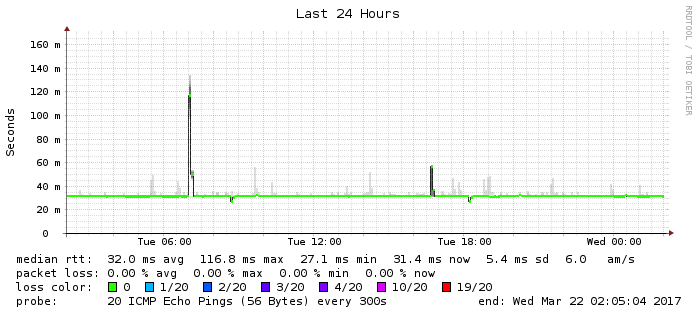 Last 24 Hours
RRDTOOL / TOBI OETIKER
Seconds
160 m
140 m
120 m
100 m
80 m
60 m
40 m
20 m
0
Tue 06:00 Tue 12:00 Tue 18:00 Wed 00:00
median rtt: 32.0 ms avg 116.8 ms max 27.1 ms min 31.4 ms now 5.4 ms sd 6.0 am/s
packet loss: 0.00 % avg 0.00 % max 0.00 % min 0.00 % now
loss color: 0 1/20 2/20 3/20 4/20 10/20 19/20
probe: 20 ICMP Echo Pings (56 Bytes) every 300s end: Wed Mar 22 02:05:04 2017